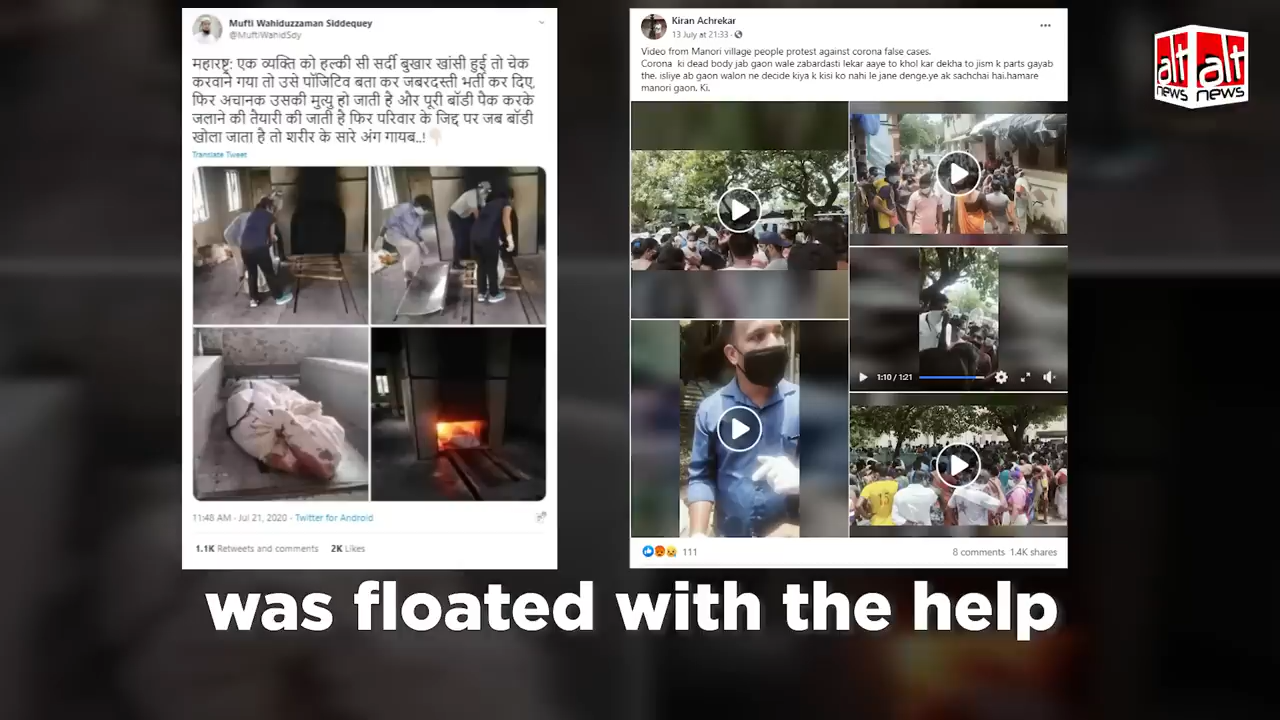 Mufti Wahiduzzaman Siddequey
@MuftiWahidSdy
महाराष्ट्र: एक व्यक्ति को हल्की सी सर्दी बुखार खांसी हुई तो चेक
करवाने गया तो उसे पॉजिटिव बता कर जबरदस्ती भर्ती कर दिए,
फिर अचानक उसकी मृत्यु हो जाती है और पूरी बॉडी पैक करके
जलाने की तैयारी की जाती है फिर परिवार के जिद्द पर जब बॉडी
खोला जाता है तो शरीर के सारे अंग गायब..!
Translate Tweet
11:48 AM · Jul 21, 2020 · Twitter for Android
1.1K Retweets and comments 2K Likes
Kiran Achrekar
13 July at 21:33 ·
Video from Manori village people protest against corona false cases.
Corona ki dead body jab gaon wale zabardasti lekar aaye to khol kar dekha to jism k parts gayab
the. isliye ab gaon walon ne decide kiya k kisi ko nahi le jane denge.ye ak sachchai hai.hamare
manori gaon. Ki.
1:10 / 1:21
15
111
8 comments 1.4K shares
alt alt
news news
was floated with the help